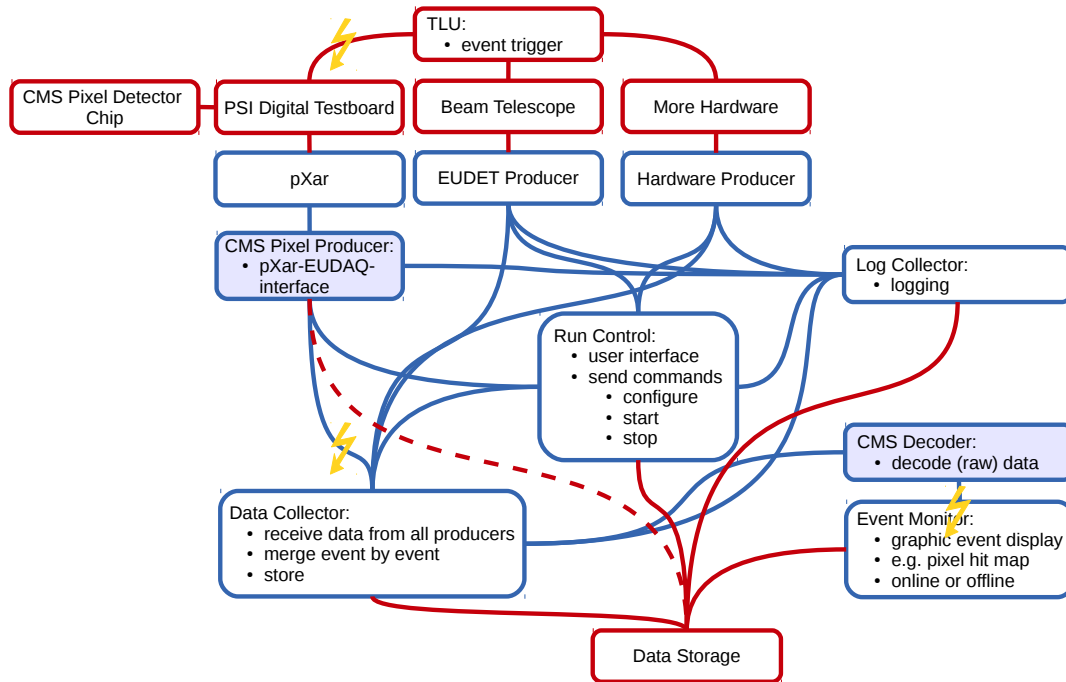 TLU:
• event trigger
CMS Pixel Detector
Chip
PSI Digital Testboard
Beam Telescope
More Hardware
pXar
EUDET Producer
Hardware Producer
CMS Pixel Producer:
• pXar-EUDAQ-
interface
Log Collector:
• logging
Run Control:
• user interface
• send commands
• configure
• start
• stop
CMS Decoder:
• decode (raw) data
Data Collector:
• receive data from all producers
• merge event by event
• store
Event Monitor:
• graphic event display
• e.g. pixel hit map
• online or offline
Data Storage